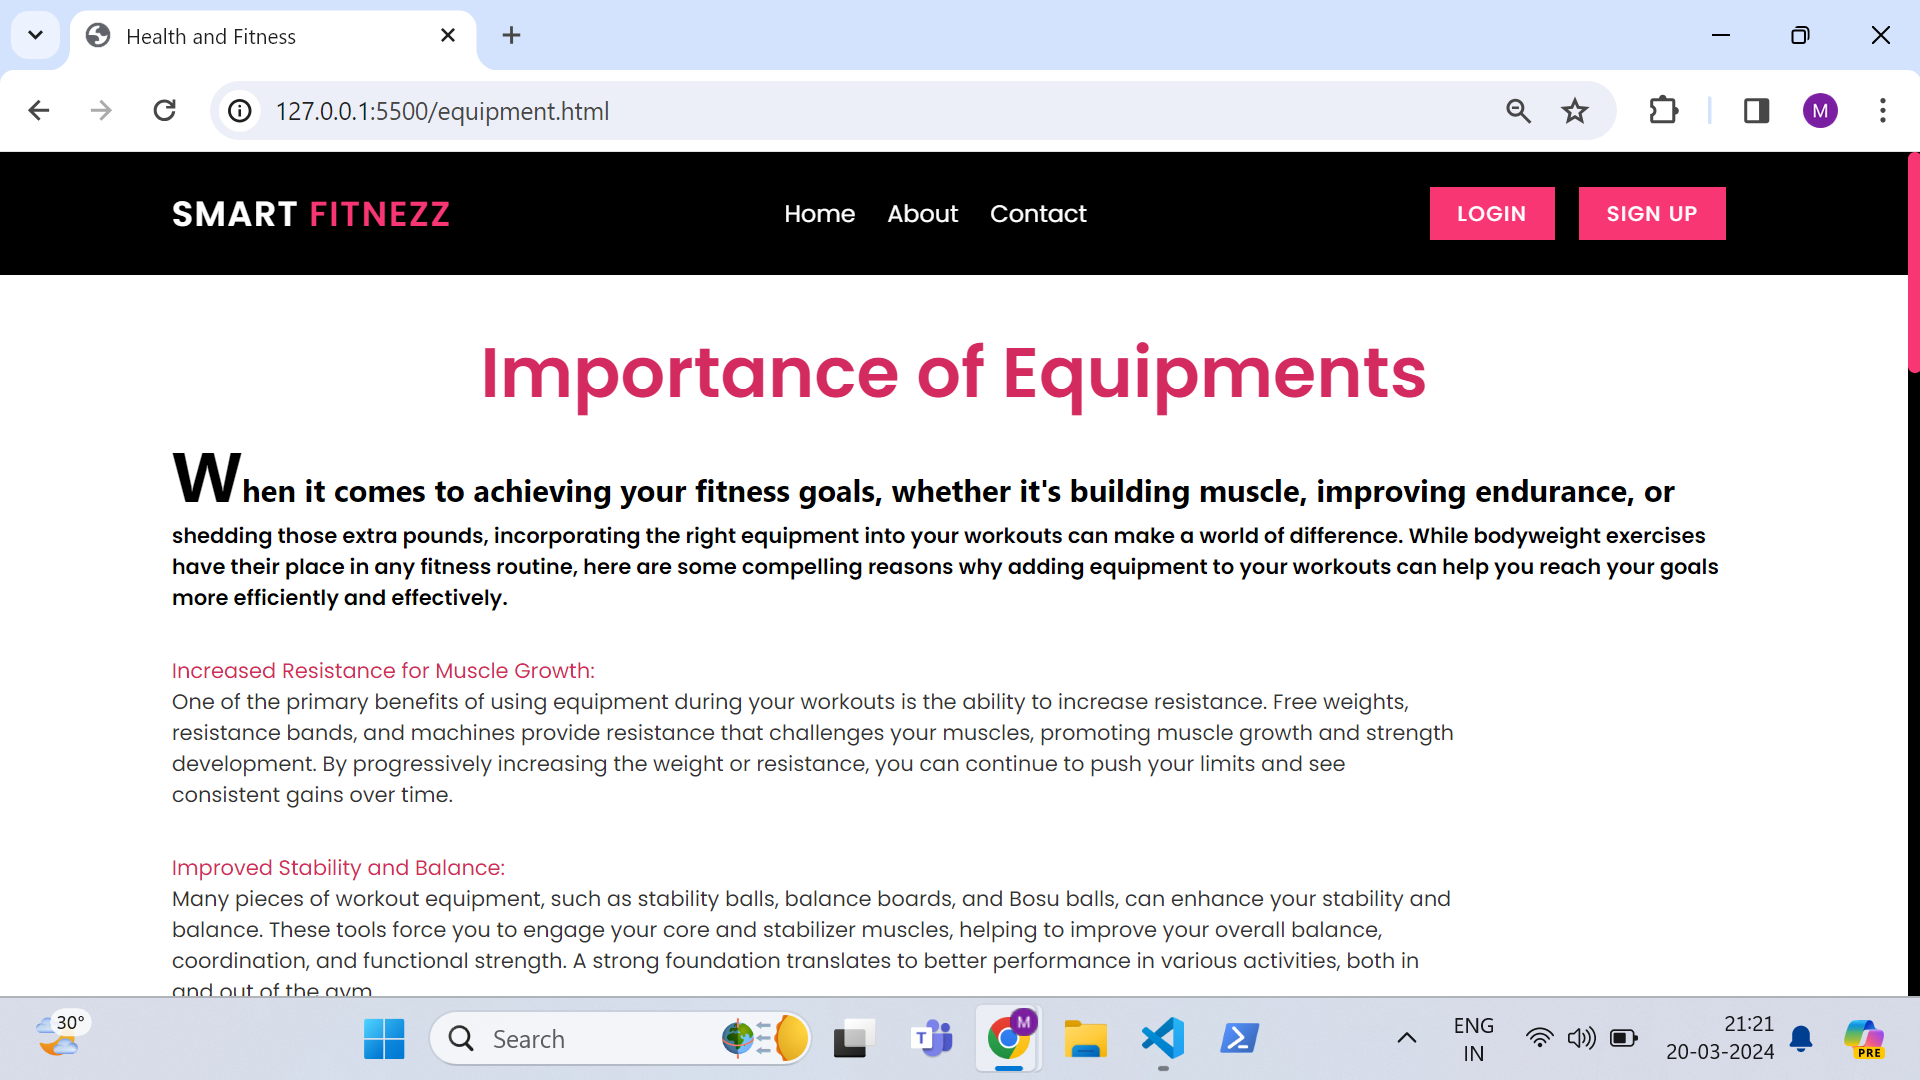 Health and Fitness
127.0.0.1:5500/equipment.html
M
SMART FITNEZZ
Home About Contact
LOGIN SIGN UP
Importance of Equipments
When it comes to achieving your fitness goals, whether it's building muscle, improving endurance, or
shedding those extra pounds, incorporating the right equipment into your workouts can make a world of difference. While bodyweight exercises
have their place in any fitness routine, here are some compelling reasons why adding equipment to your workouts can help you reach your goals
more efficiently and effectively.
Increased Resistance for Muscle Growth:
One of the primary benefits of using equipment during your workouts is the ability to increase resistance. Free weights,
resistance bands, and machines provide resistance that challenges your muscles, promoting muscle growth and strength
development. By progressively increasing the weight or resistance, you can continue to push your limits and see
consistent gains over time.
Improved Stability and Balance:
Many pieces of workout equipment, such as stability balls, balance boards, and Bosu balls, can enhance your stability and
balance. These tools force you to engage your core and stabilizer muscles, helping to improve your overall balance,
coordination, and functional strength. A strong foundation translates to better performance in various activities, both in
and out of the gym
30°
Search
T
M
ENG
IN
21:21
20-03-2024
PRE